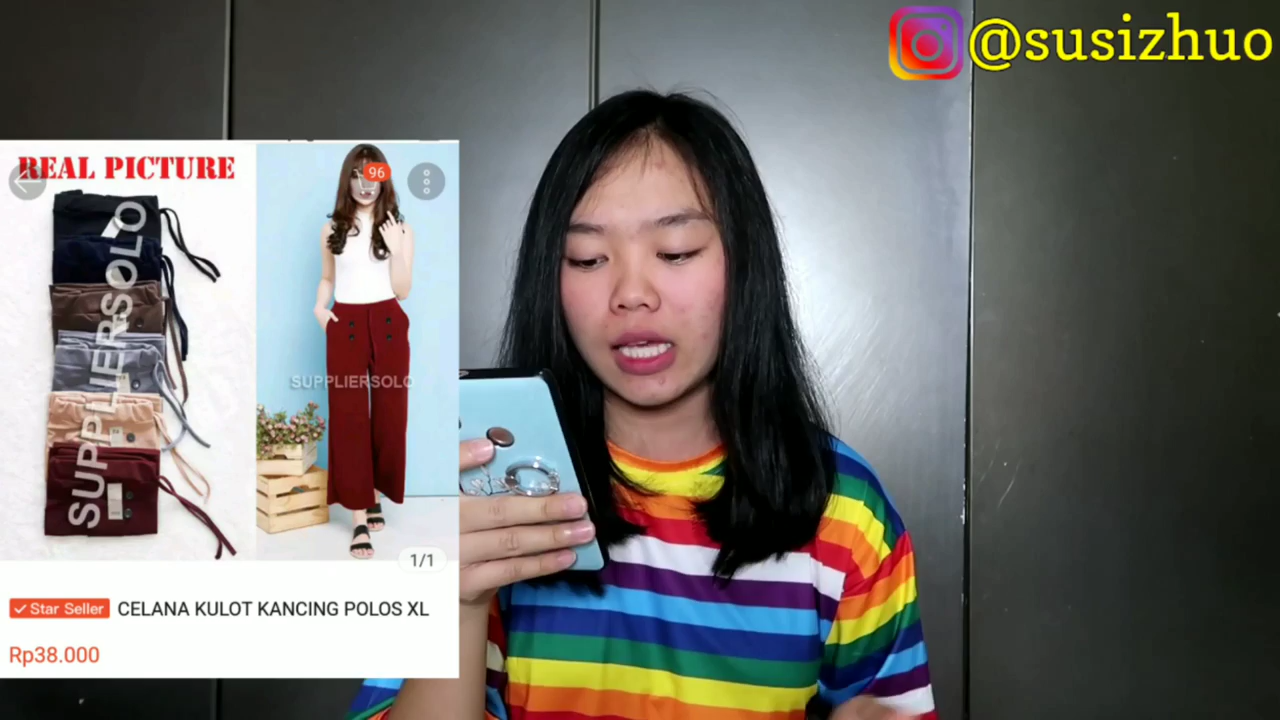 @susizhuo
REAL PICTURE
96
SUPPLIERSOLO
SUPPLIERSOLO
1/1
Star Seller CELANA KULOT KANCING POLOS XL
Rp38.000